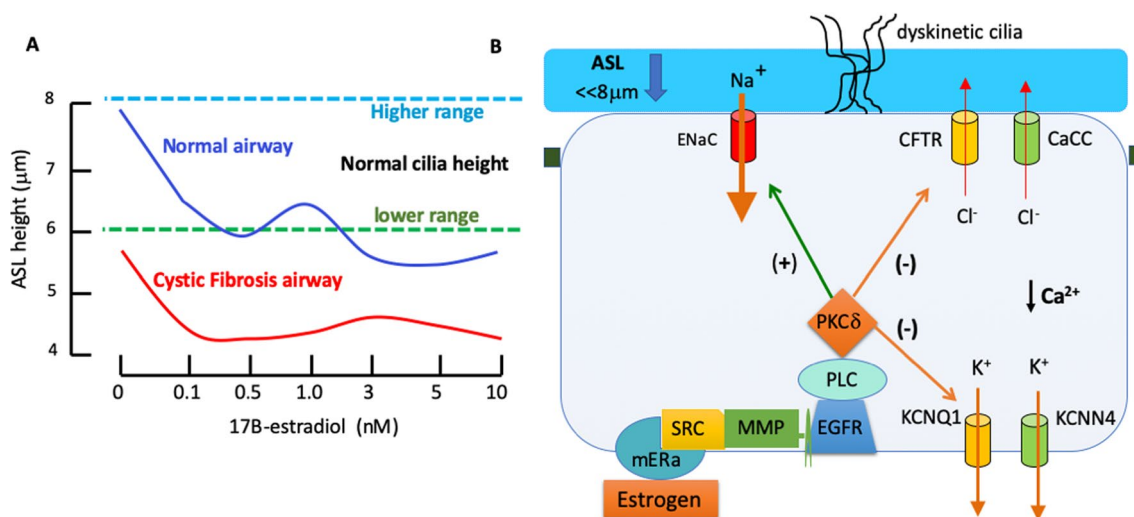 A
8
7
6
5
4
ASL height (μm)
Higher range
Normal airway
Normal cilia height
lower range
Cystic Fibrosis airway
0
0.1
0.5
1.0
3
5
10
17B-estradiol (nM)
B
dyskinetic cilia
ASL
<<8μm
Na+
ENaC
CFTR
CaCC
Cl-
Cl-
(+)
(-)
Ca2+
PKCδ
(-)
K+
K+
PLC
KCNQ1
KCNN4
SRC
MMP
EGFR
mERa
Estrogen